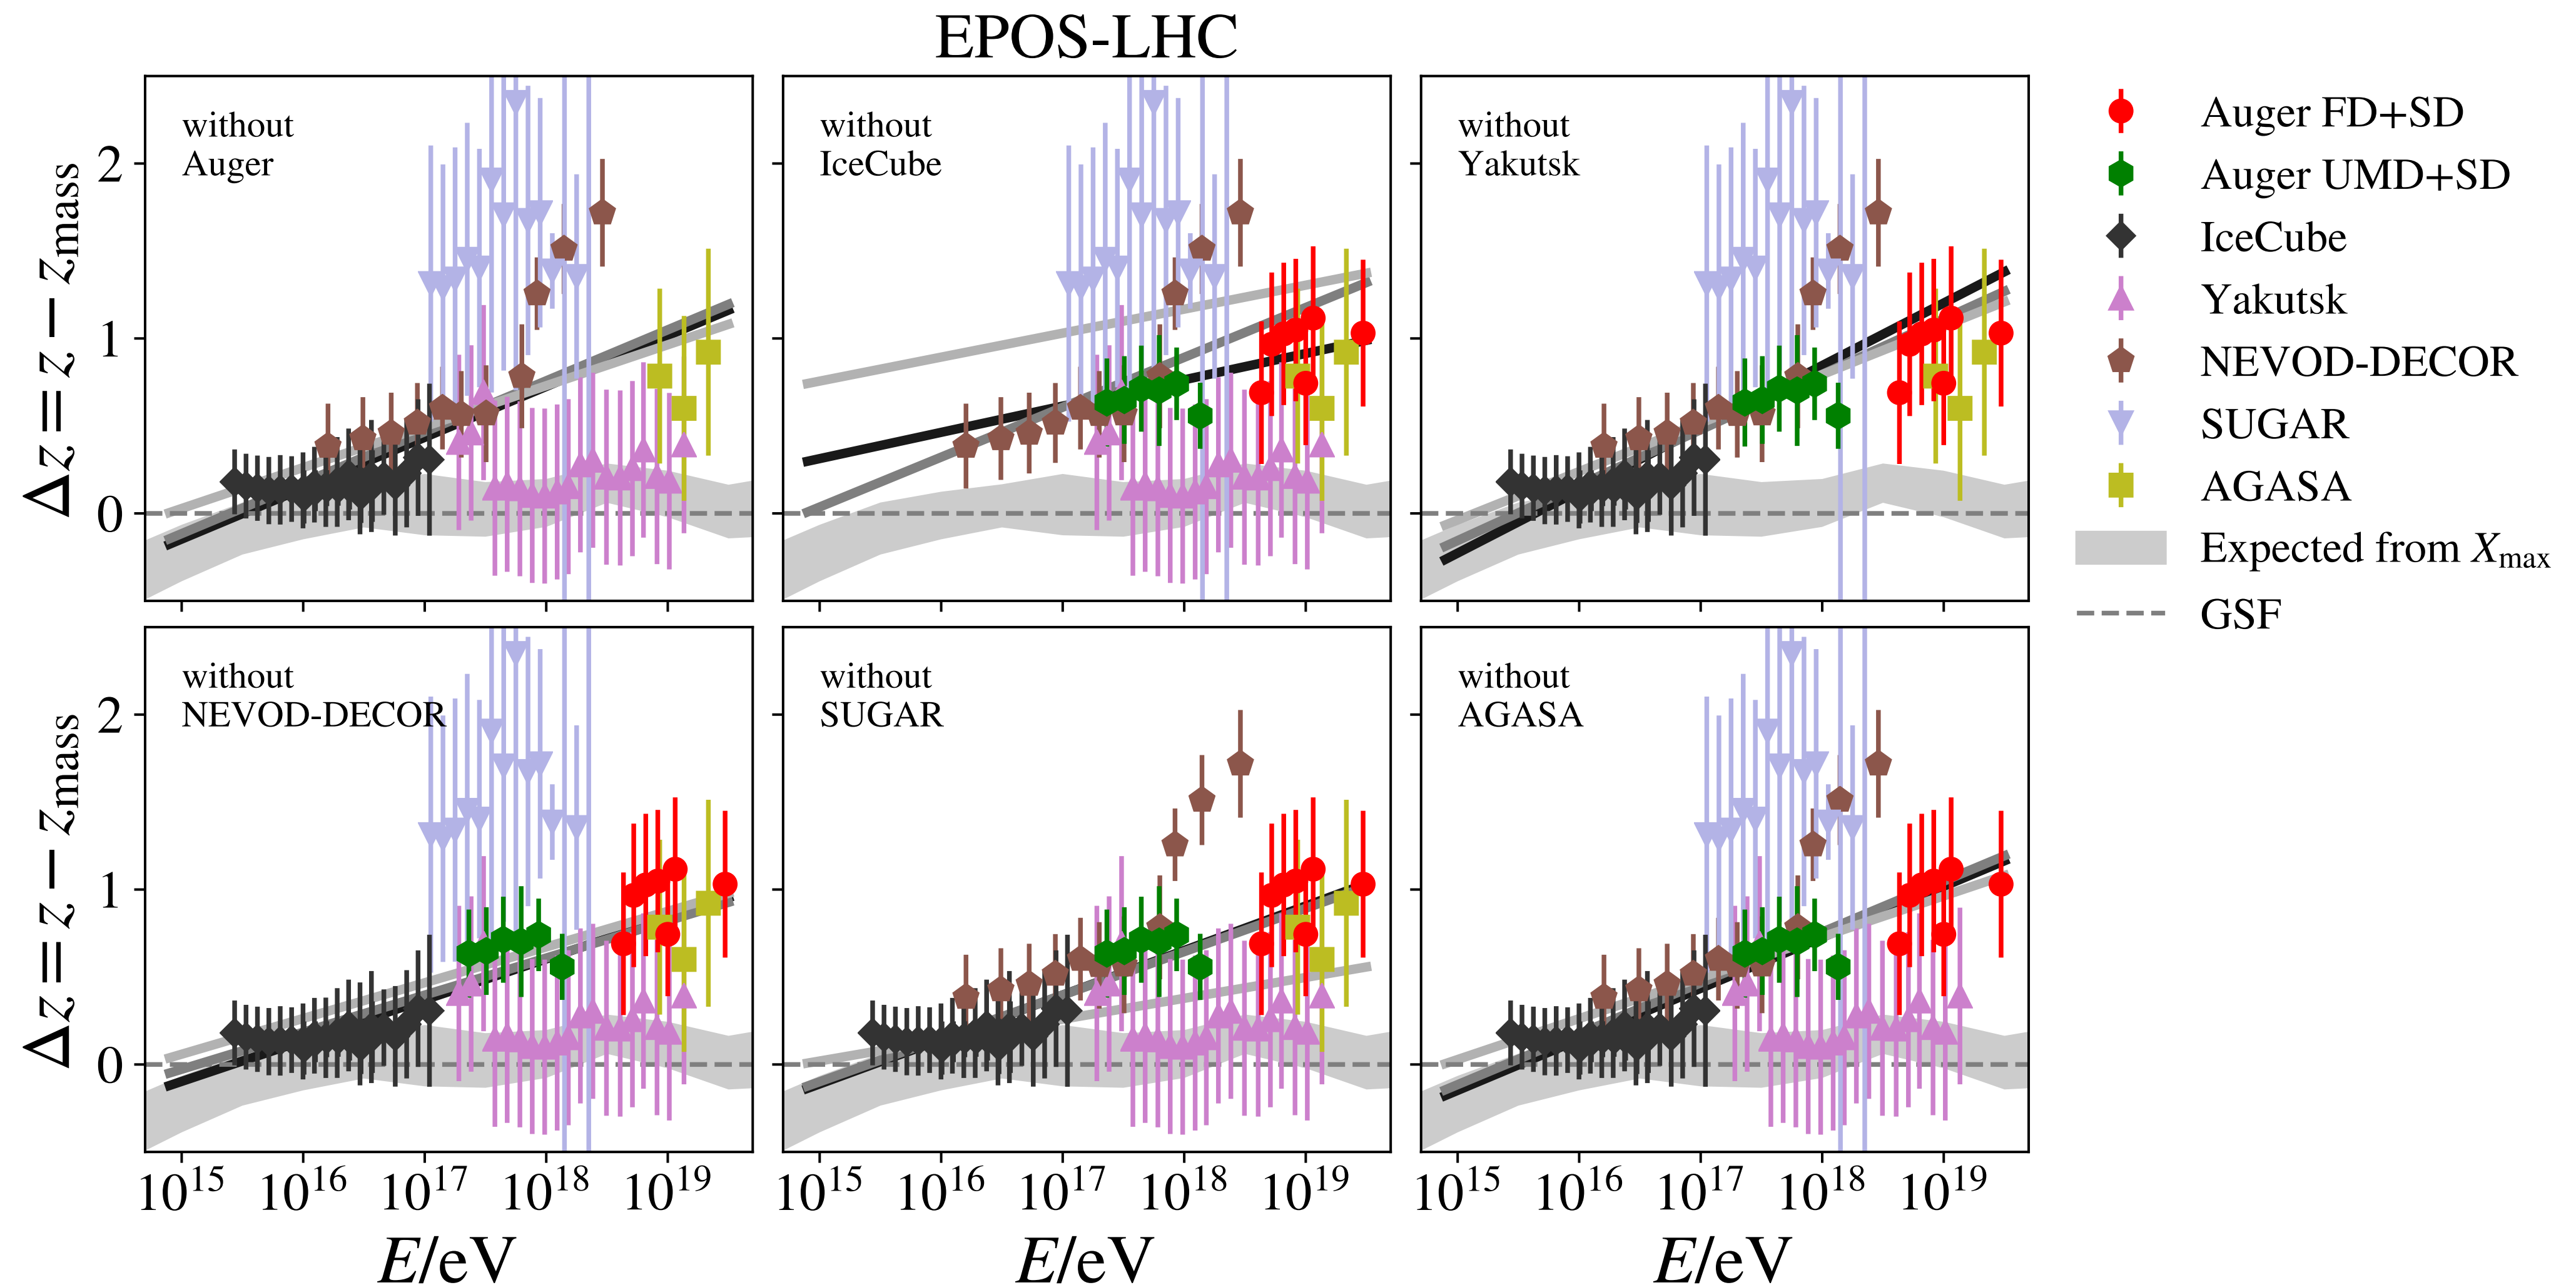 EPOS-LHC
without
Auger
without
IceCube
without
Yakutsk
2
1
0
Δz = z − z_mass
without
NEVOD-DECOR
without
SUGAR
without
AGASA
2
1
0
Δz = z − z_mass
10^15 10^16 10^17 10^18 10^19
10^15 10^16 10^17 10^18 10^19
10^15 10^16 10^17 10^18 10^19
E/eV
E/eV
E/eV
Auger FD+SD
Auger UMD+SD
IceCube
Yakutsk
NEVOD-DECOR
SUGAR
AGASA
Expected from X_max
GSF